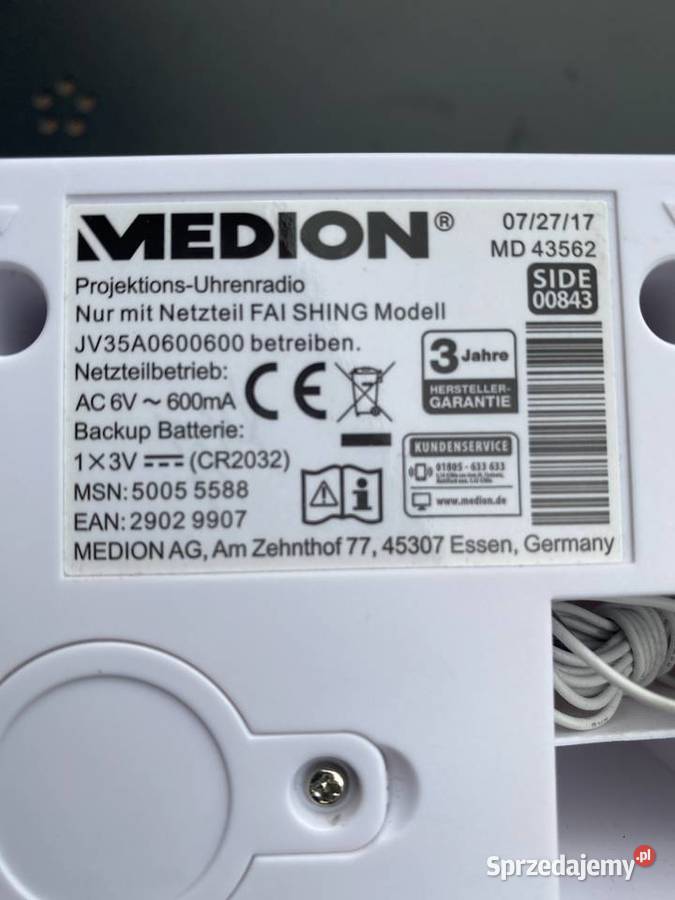 MEDION®
07/27/17
MD 43562
SIDE
00843
Projektions-Uhrenradio
Nur mit Netzteil FAI SHING Modell
JV35A0600600 betreiben.
Netzteilbetrieb:
AC 6V ~ 600mA
Backup Batterie:
1×3V ⎓ (CR2032)
MSN: 5005 5588
EAN: 2902 9907
MEDION AG, Am Zehnthof 77, 45307 Essen, Germany
CE
3 Jahre
HERSTELLER-
GARANTIE
KUNDENSERVICE
01805 - 633 633
www.medion.de
Sprzedajemy.pl